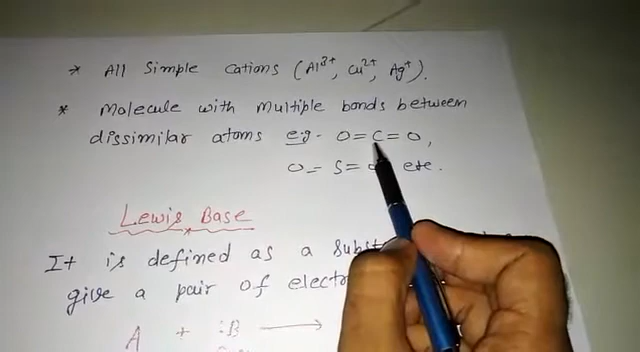 * All Simple Cations (Al³⁺, Cu²⁺, Ag⁺).
* Molecule with multiple bonds between
dissimilar atoms e.g- O=C=O,
O=S= etc.
Lewis Base
It is defined as a
give a pair of
A + :B ⟶